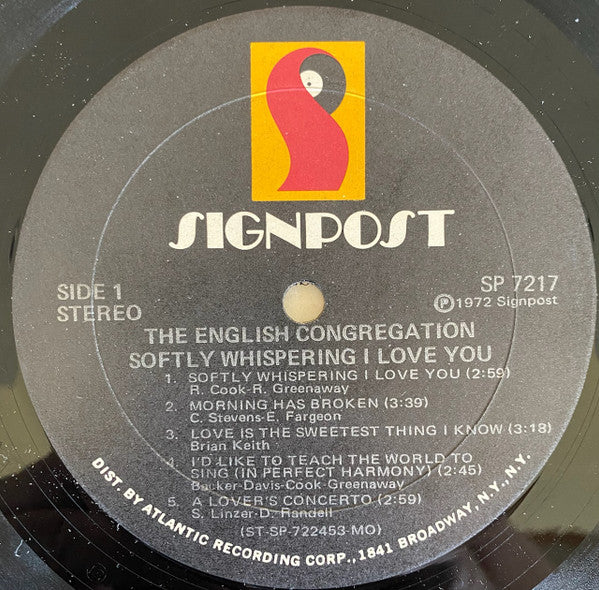 SIGNPOST
SIDE 1
STEREO
SP 7217
Ⓟ1972 Signpost
THE ENGLISH CONGREGATION
SOFTLY WHISPERING I LOVE YOU
1. SOFTLY WHISPERING I LOVE YOU (2:59)
R. Cook-R. Greenaway
2. MORNING HAS BROKEN (3:39)
C. Stevens-E. Fargeon
3. LOVE IS THE SWEETEST THING I KNOW (3:18)
Brian Keith
4. I'D LIKE TO TEACH THE WORLD TO
SING (IN PERFECT HARMONY) (2:45)
Backer-Davis-Cook-Greenaway
5. A LOVER'S CONCERTO (2:59)
S. Linzer-D. Randell
(ST-SP-722453-MO)
DIST. BY ATLANTIC RECORDING CORP., 1841 BROADWAY, N.Y., N.Y.